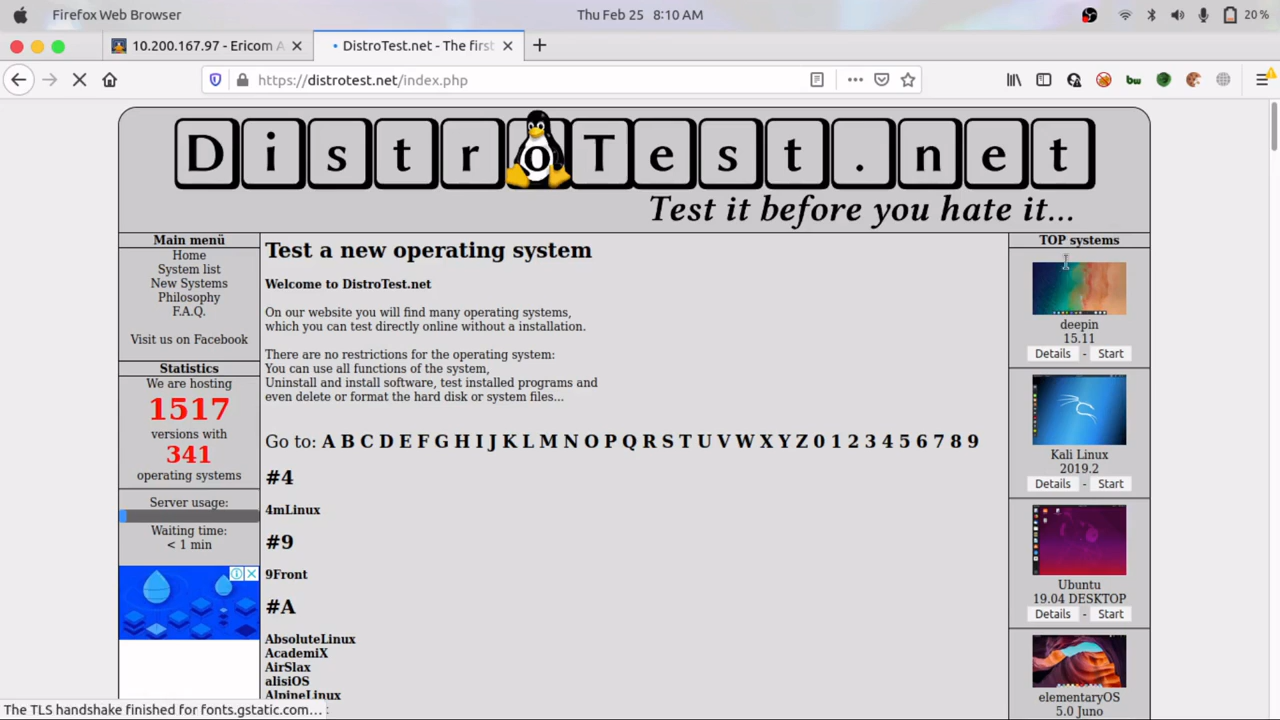 Firefox Web Browser
Thu Feb 25 8:10 AM
20 %
10.200.167.97 - Ericom A
DistroTest.net - The first
https://distrotest.net/index.php
DistroTest.net
Test it before you hate it...
Main menü
Home
System list
New Systems
Philosophy
F.A.Q.
Visit us on Facebook
Statistics
We are hosting
1517
versions with
341
operating systems
Server usage:
Waiting time:
< 1 min
Test a new operating system
Welcome to DistroTest.net
On our website you will find many operating systems,
which you can test directly online without a installation.
There are no restrictions for the operating system:
You can use all functions of the system,
Uninstall and install software, test installed programs and
even delete or format the hard disk or system files...
Go to: A B C D E F G H I J K L M N O P Q R S T U V W X Y Z 0 1 2 3 4 5 6 7 8 9
#4
4mLinux
#9
9Front
#A
AbsoluteLinux
AcademiX
AirSlax
alisiOS
AlpineLinux
TOP systems
deepin
15.11
Details - Start
Kali Linux
2019.2
Details - Start
Ubuntu
19.04 DESKTOP
Details - Start
elementaryOS
5.0 Juno
The TLS handshake finished for fonts.gstatic.com…